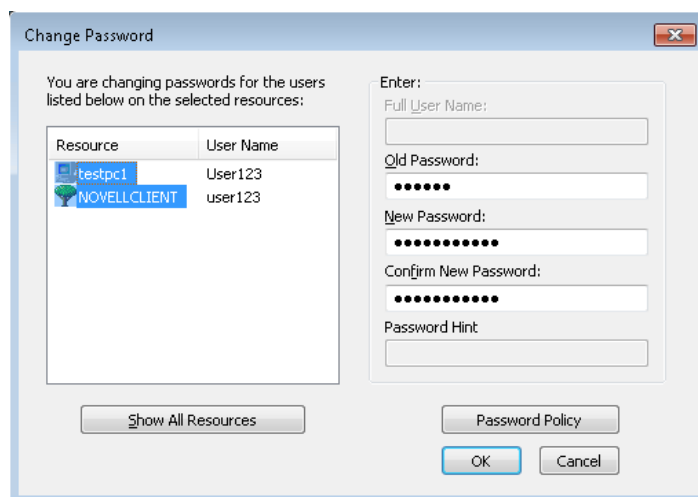 Change Password
You are changing passwords for the users
listed below on the selected resources:
Resource User Name
testpc1 User123
NOVELLCLIENT user123
Show All Resources
Enter:
Full User Name:
Old Password:
●●●●●●
New Password:
●●●●●●●●●●●
Confirm New Password:
●●●●●●●●●●●
Password Hint
Password Policy
OK Cancel